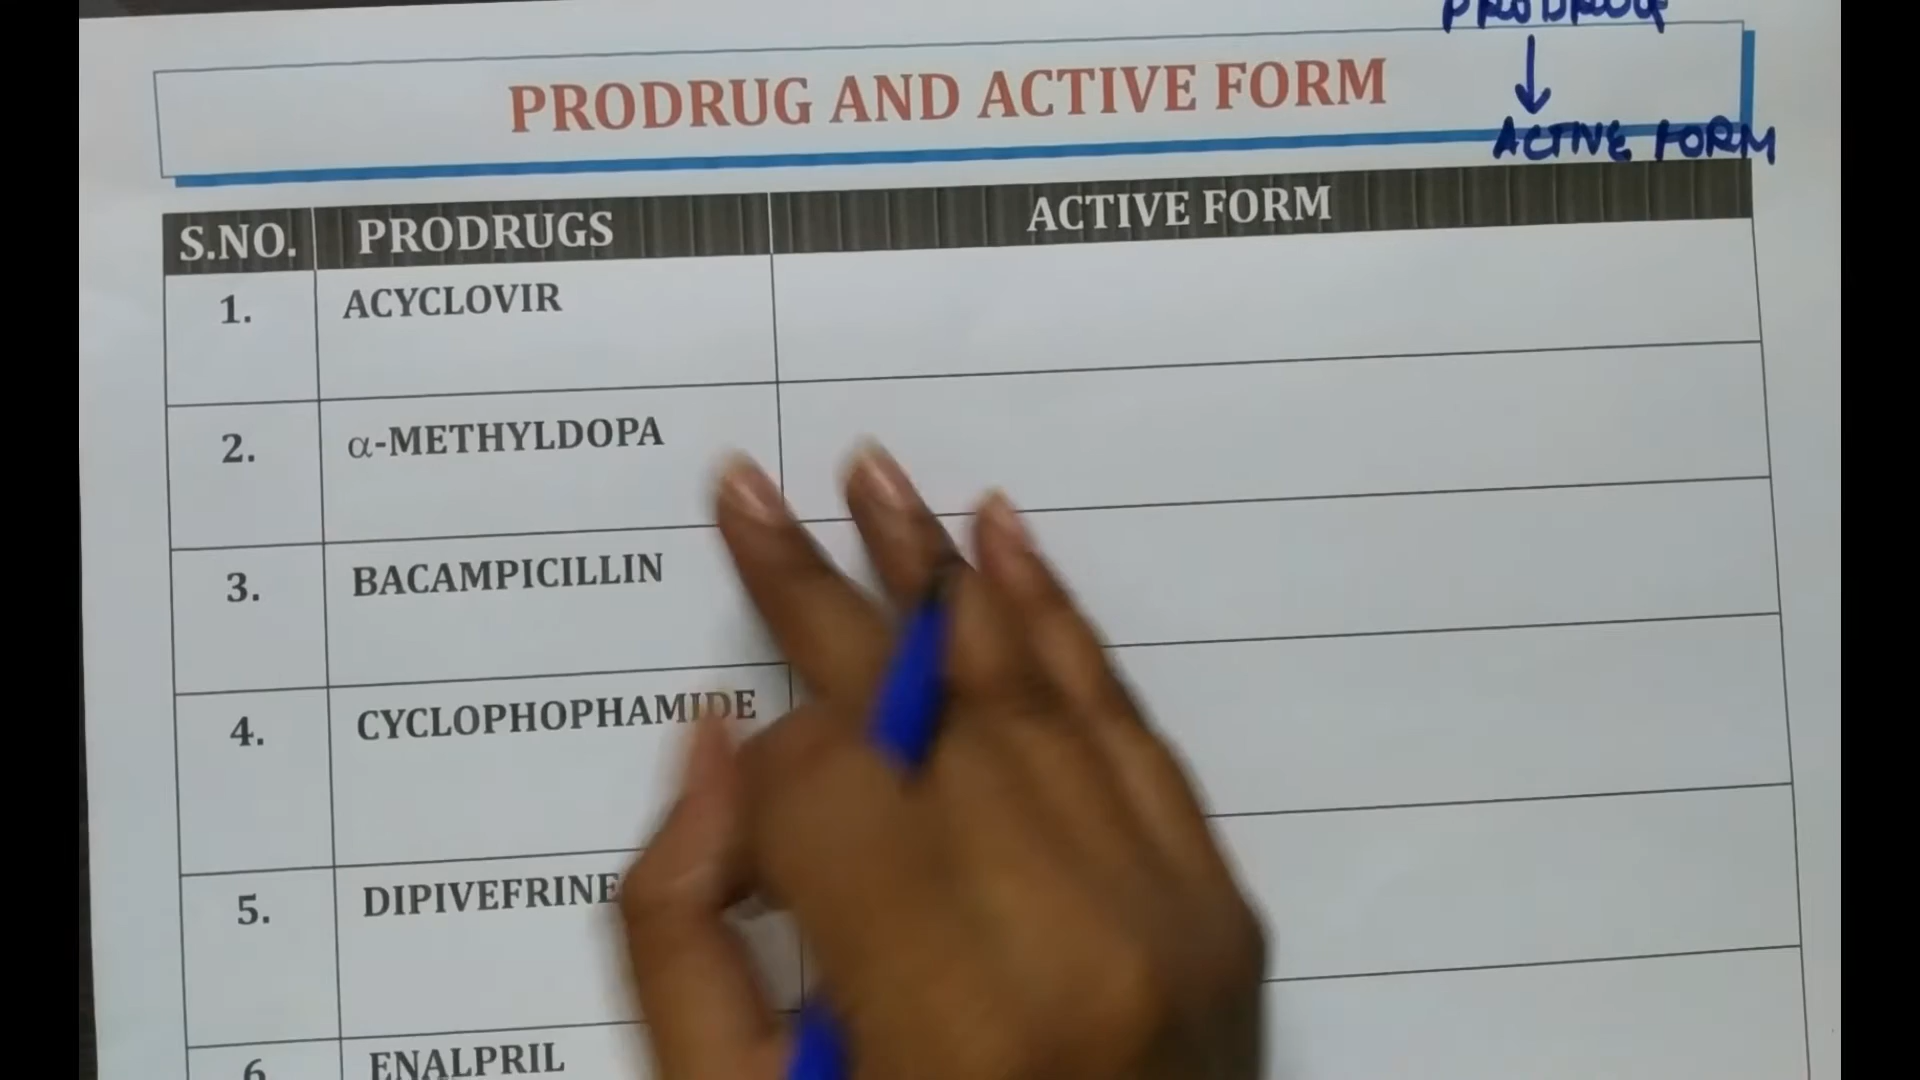 PRODRUG
ACTIVE FORM
PRODRUG AND ACTIVE FORM
S.NO. PRODRUGS ACTIVE FORM
1. ACYCLOVIR
2. α-METHYLDOPA
3. BACAMPICILLIN
4. CYCLOPHOPHAMIDE
5. DIPIVEFRINE
6 ENALPRIL